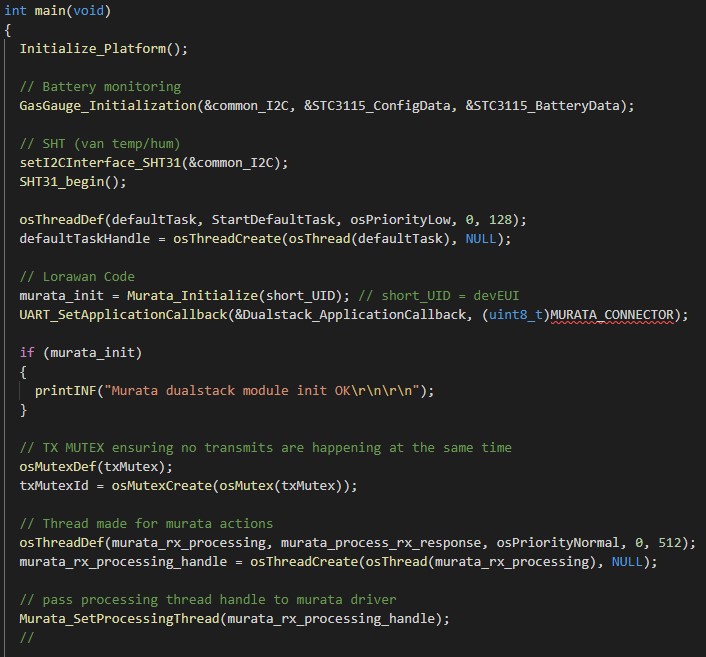 int main(void)
{
Initialize_Platform();
// Battery monitoring
GasGauge_Initialization(&common_I2C, &STC3115_ConfigData, &STC3115_BatteryData);
// SHT (van temp/hum)
setI2CInterface_SHT31(&common_I2C);
SHT31_begin();
osThreadDef(defaultTask, StartDefaultTask, osPriorityLow, 0, 128);
defaultTaskHandle = osThreadCreate(osThread(defaultTask), NULL);
// Lorawan Code
murata_init = Murata_Initialize(short_UID); // short_UID = devEUI
UART_SetApplicationCallback(&Dualstack_ApplicationCallback, (uint8_t)MURATA_CONNECTOR);
if (murata_init)
{
printINF("Murata dualstack module init OK\r\n\r\n");
}
// TX MUTEX ensuring no transmits are happening at the same time
osMutexDef(txMutex);
txMutexId = osMutexCreate(osMutex(txMutex));
// Thread made for murata actions
osThreadDef(murata_rx_processing, murata_process_rx_response, osPriorityNormal, 0, 512);
murata_rx_processing_handle = osThreadCreate(osThread(murata_rx_processing), NULL);
// pass processing thread handle to murata driver
Murata_SetProcessingThread(murata_rx_processing_handle);
//